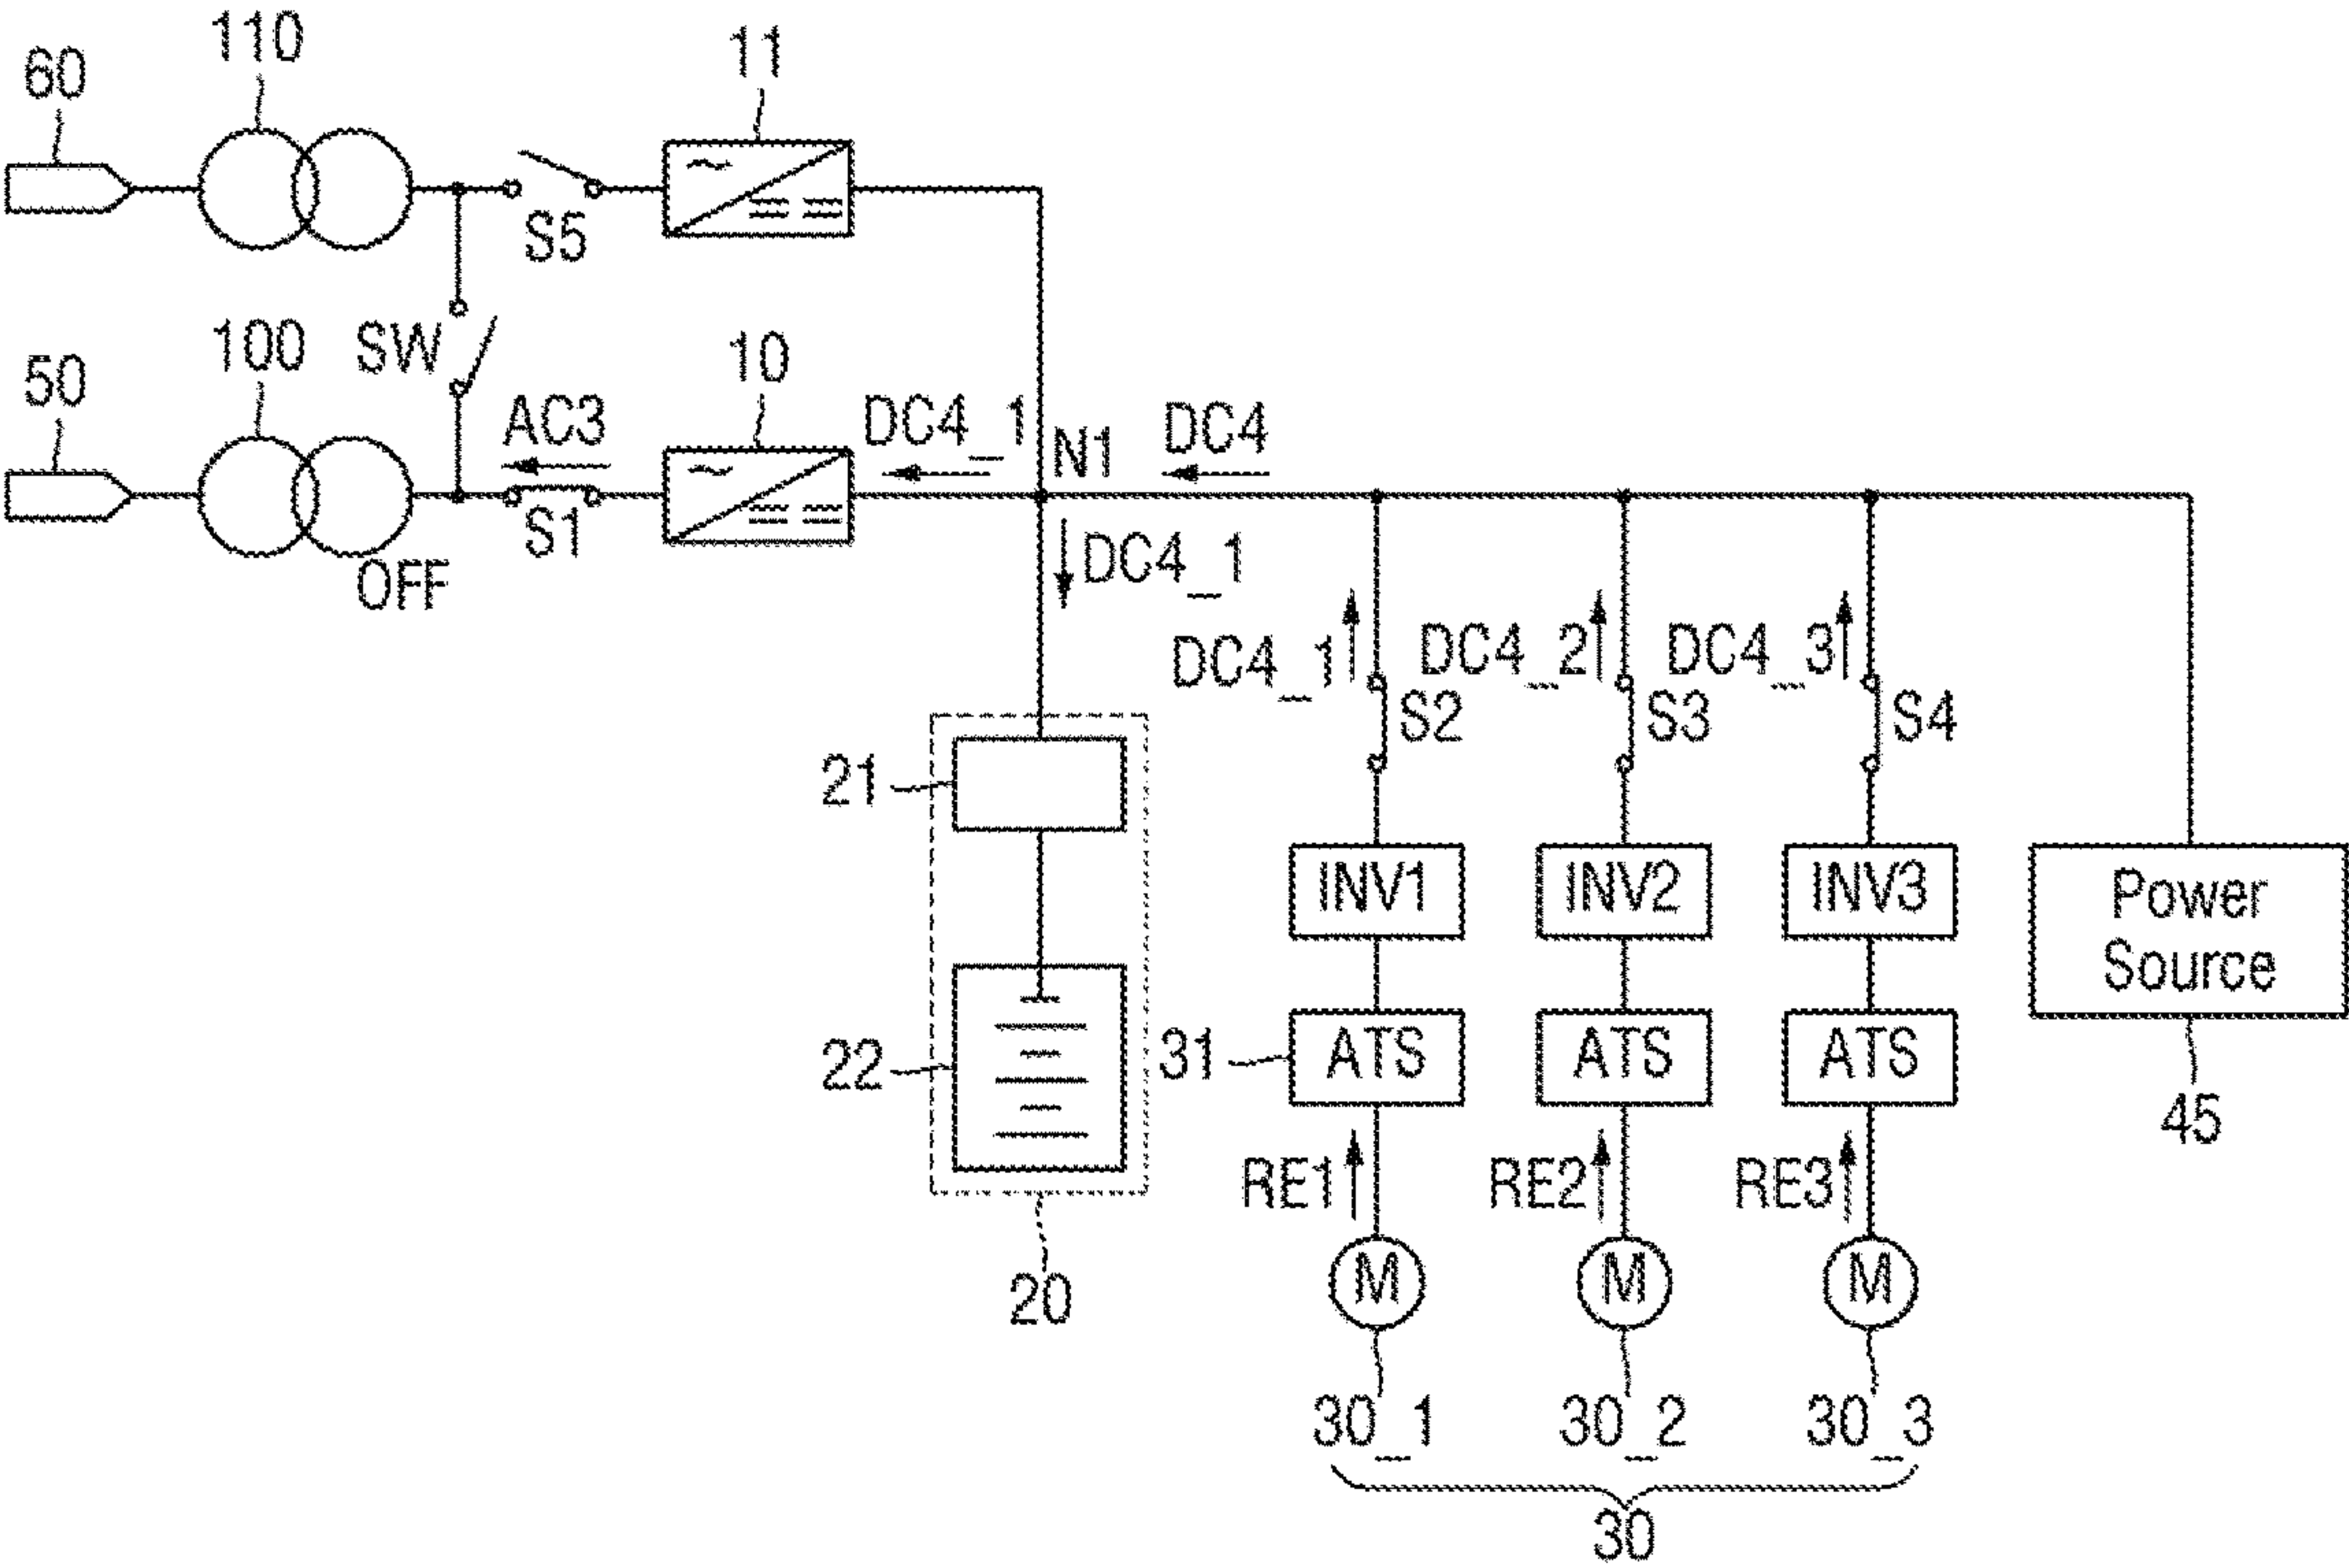 110
11
60
S5
SW
100
10
50
AC3
DC4_1
N1
DC4
S1
OFF
DC4_1
DC4_1
DC4_2
DC4_3
S2
S3
S4
21
INV1
INV2
INV3
Power
Source
22
31
ATS
ATS
ATS
45
RE1
RE2
RE3
20
M
M
M
30_1
30_2
30_3
30